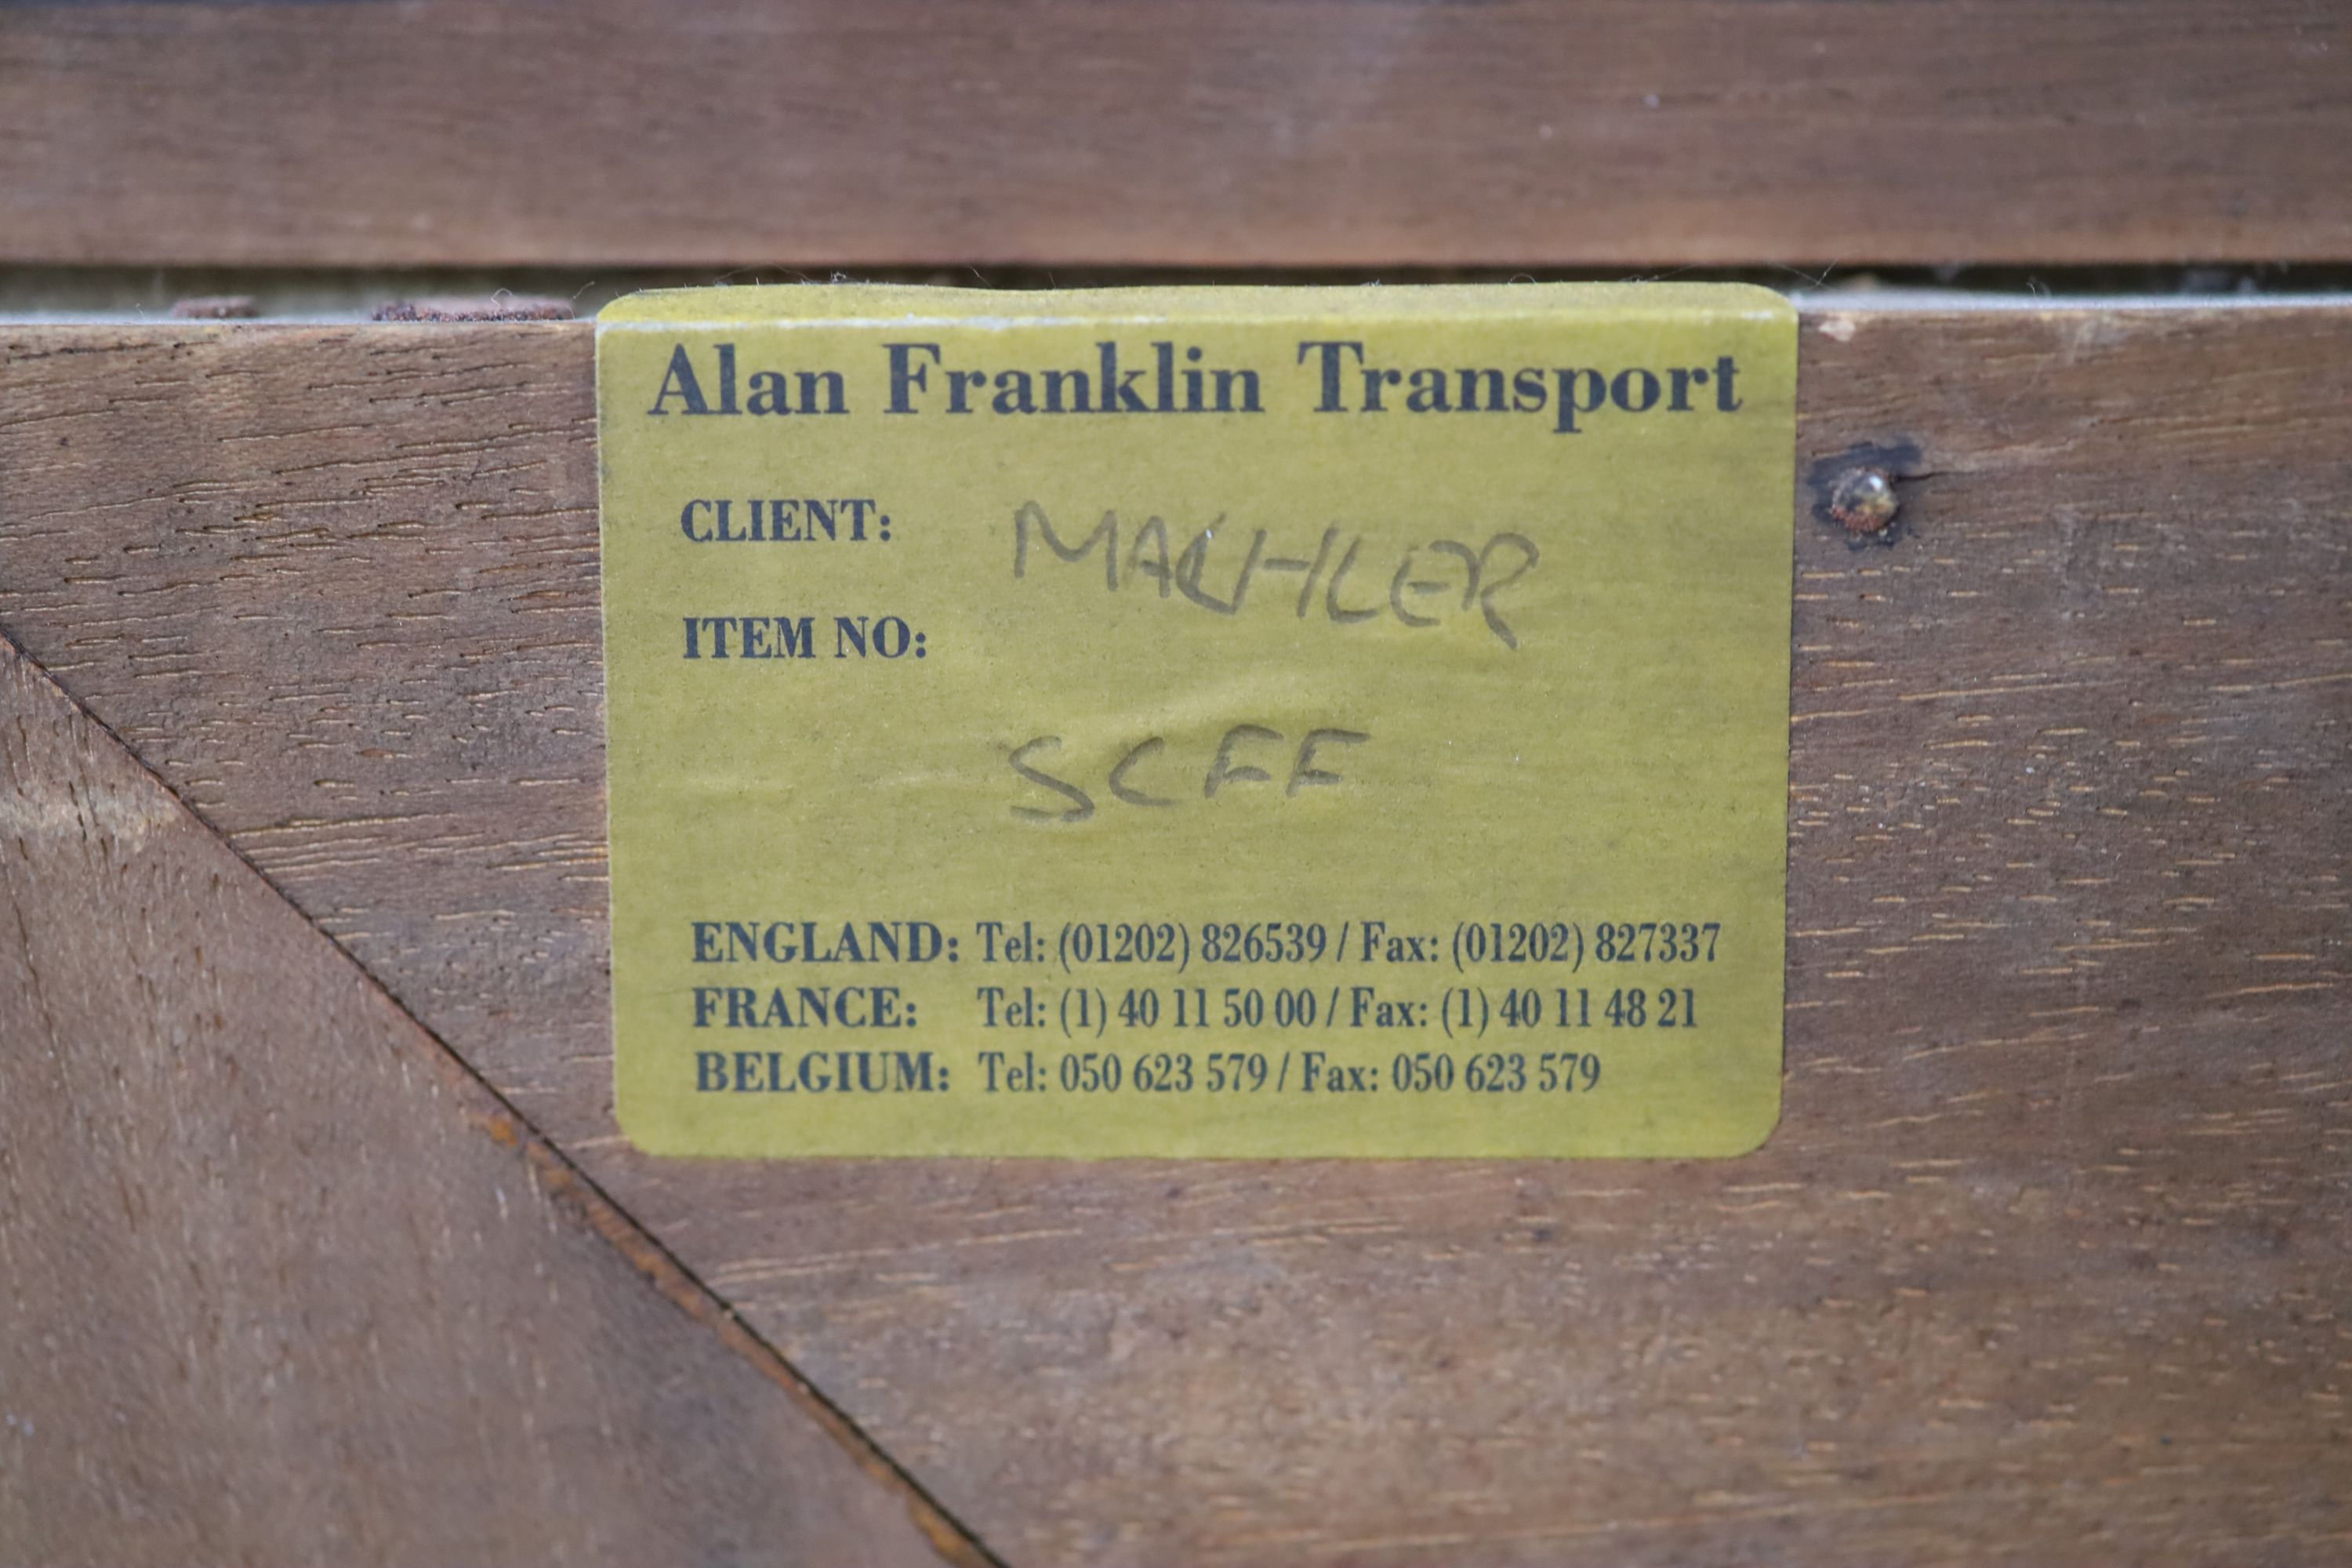 Alan Franklin Transport
CLIENT: MACHLER
ITEM NO:
SCFF
ENGLAND: Tel: (01202) 826539 / Fax: (01202) 827337
FRANCE: Tel: (1) 40 11 50 00 / Fax: (1) 40 11 48 21
BELGIUM: Tel: 050 623 579 / Fax: 050 623 579